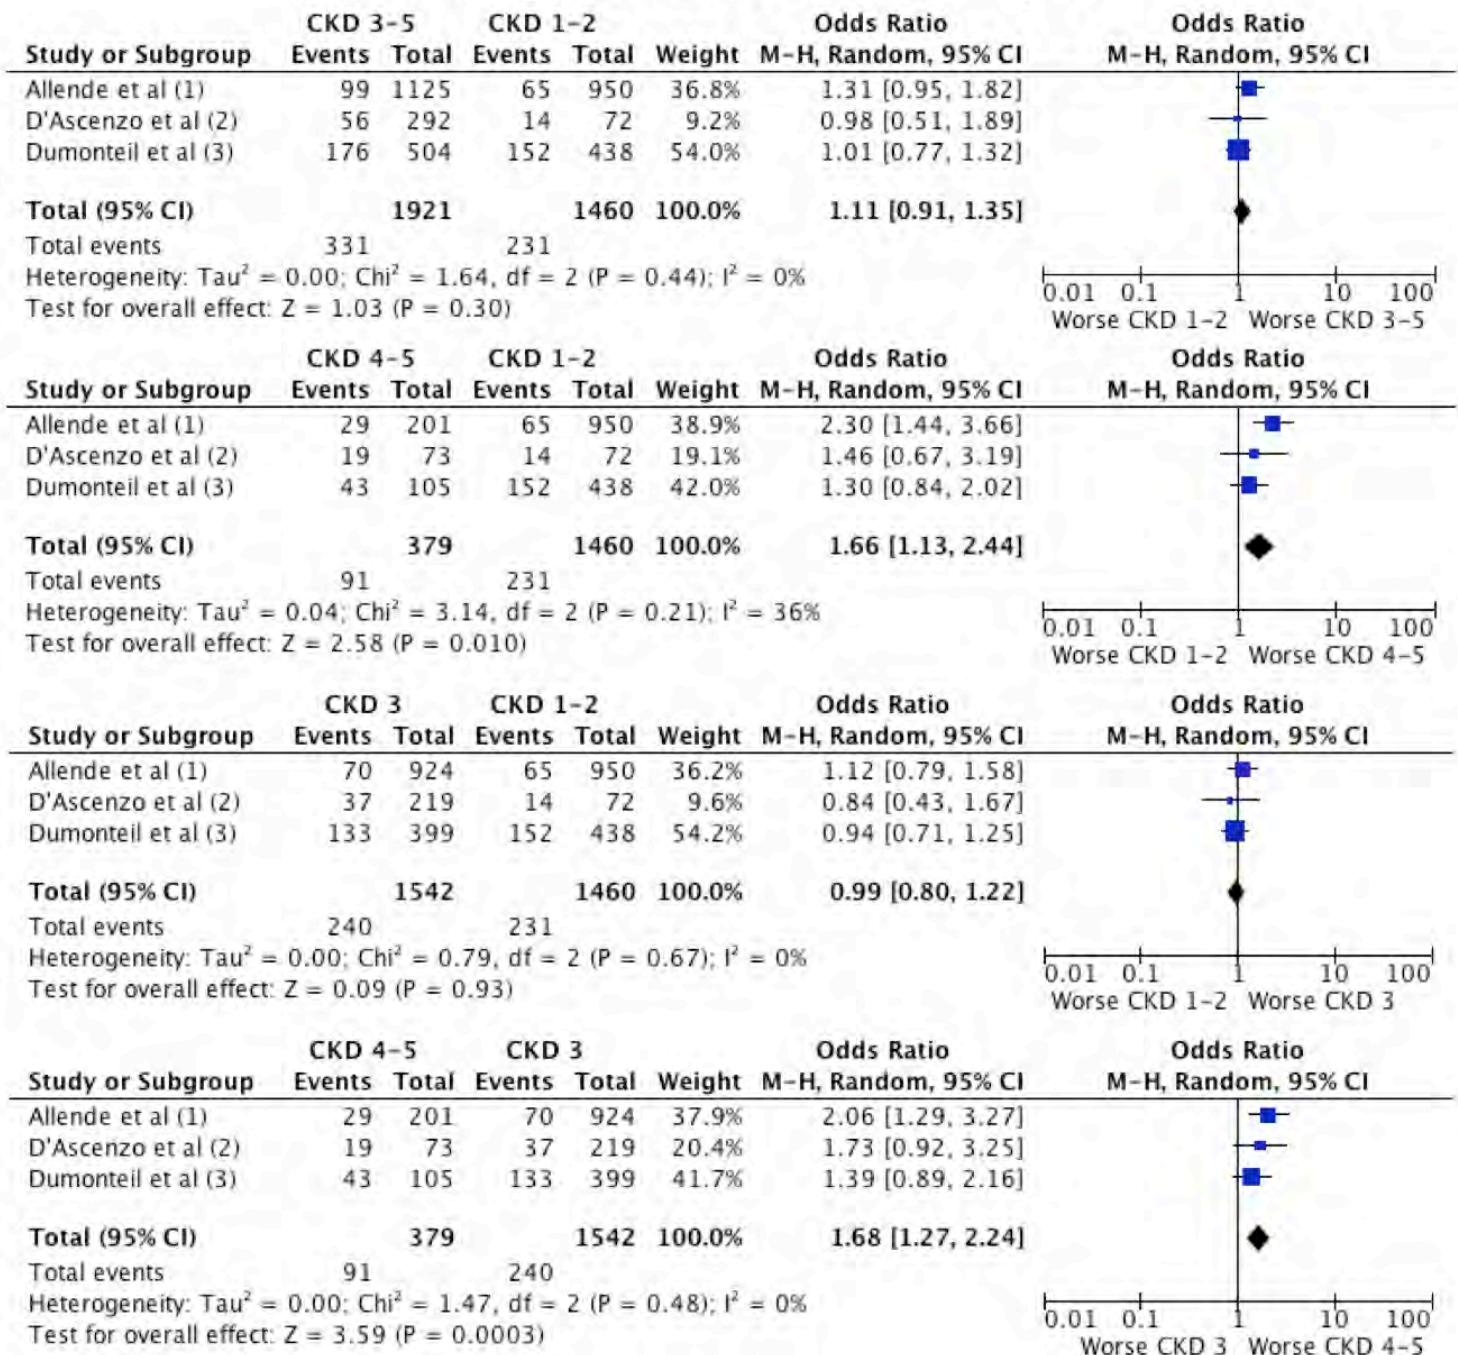 CKD 3-5 CKD 1-2 Odds Ratio Odds Ratio
Study or Subgroup Events Total Events Total Weight M-H, Random, 95% CI M-H, Random, 95% CI
Allende et al (1) 99 1125 65 950 36.8% 1.31 [0.95, 1.82]
D'Ascenzo et al (2) 56 292 14 72 9.2% 0.98 [0.51, 1.89]
Dumonteil et al (3) 176 504 152 438 54.0% 1.01 [0.77, 1.32]
Total (95% CI) 1921 1460 100.0% 1.11 [0.91, 1.35]
Total events 331 231
Heterogeneity: Tau² = 0.00; Chi² = 1.64, df = 2 (P = 0.44); I² = 0%
Test for overall effect: Z = 1.03 (P = 0.30)
0.01 0.1 1 10 100
Worse CKD 1-2 Worse CKD 3-5
CKD 4-5 CKD 1-2 Odds Ratio Odds Ratio
Study or Subgroup Events Total Events Total Weight M-H, Random, 95% CI M-H, Random, 95% CI
Allende et al (1) 29 201 65 950 38.9% 2.30 [1.44, 3.66]
D'Ascenzo et al (2) 19 73 14 72 19.1% 1.46 [0.67, 3.19]
Dumonteil et al (3) 43 105 152 438 42.0% 1.30 [0.84, 2.02]
Total (95% CI) 379 1460 100.0% 1.66 [1.13, 2.44]
Total events 91 231
Heterogeneity: Tau² = 0.04; Chi² = 3.14, df = 2 (P = 0.21); I² = 36%
Test for overall effect: Z = 2.58 (P = 0.010)
0.01 0.1 1 10 100
Worse CKD 1-2 Worse CKD 4-5
CKD 3 CKD 1-2 Odds Ratio Odds Ratio
Study or Subgroup Events Total Events Total Weight M-H, Random, 95% CI M-H, Random, 95% CI
Allende et al (1) 70 924 65 950 36.2% 1.12 [0.79, 1.58]
D'Ascenzo et al (2) 37 219 14 72 9.6% 0.84 [0.43, 1.67]
Dumonteil et al (3) 133 399 152 438 54.2% 0.94 [0.71, 1.25]
Total (95% CI) 1542 1460 100.0% 0.99 [0.80, 1.22]
Total events 240 231
Heterogeneity: Tau² = 0.00; Chi² = 0.79, df = 2 (P = 0.67); I² = 0%
Test for overall effect: Z = 0.09 (P = 0.93)
0.01 0.1 1 10 100
Worse CKD 1-2 Worse CKD 3
CKD 4-5 CKD 3 Odds Ratio Odds Ratio
Study or Subgroup Events Total Events Total Weight M-H, Random, 95% CI M-H, Random, 95% CI
Allende et al (1) 29 201 70 924 37.9% 2.06 [1.29, 3.27]
D'Ascenzo et al (2) 19 73 37 219 20.4% 1.73 [0.92, 3.25]
Dumonteil et al (3) 43 105 133 399 41.7% 1.39 [0.89, 2.16]
Total (95% CI) 379 1542 100.0% 1.68 [1.27, 2.24]
Total events 91 240
Heterogeneity: Tau² = 0.00; Chi² = 1.47, df = 2 (P = 0.48); I² = 0%
Test for overall effect: Z = 3.59 (P = 0.0003)
0.01 0.1 1 10 100
Worse CKD 3 Worse CKD 4-5